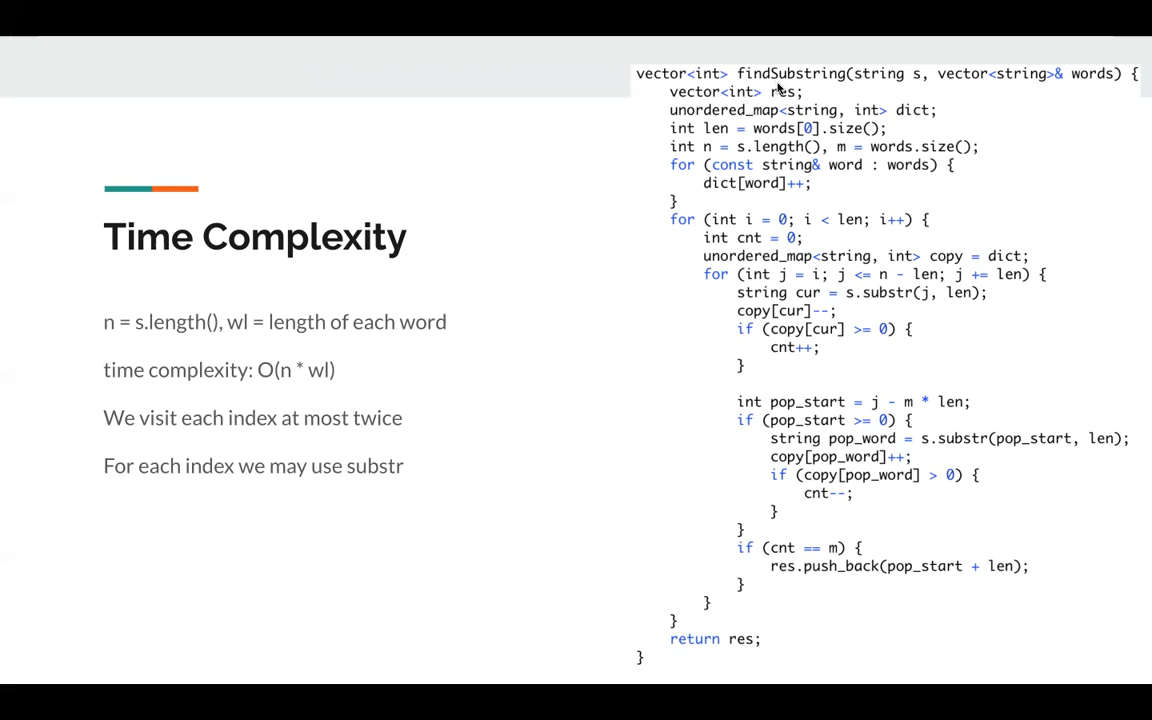 Time Complexity
n = s.length(), wl = length of each word
time complexity: O(n * wl)
We visit each index at most twice
For each index we may use substr
vector<int> findSubstring(string s, vector<string>& words) {
    vector<int> res;
    unordered_map<string, int> dict;
    int len = words[0].size();
    int n = s.length(), m = words.size();
    for (const string& word : words) {
        dict[word]++;
    }
    for (int i = 0; i < len; i++) {
        int cnt = 0;
        unordered_map<string, int> copy = dict;
        for (int j = i; j <= n - len; j += len) {
            string cur = s.substr(j, len);
            copy[cur]--;
            if (copy[cur] >= 0) {
                cnt++;
            }
            int pop_start = j - m * len;
            if (pop_start >= 0) {
                string pop_word = s.substr(pop_start, len);
                copy[pop_word]++;
                if (copy[pop_word] > 0) {
                    cnt--;
                }
            }
            if (cnt == m) {
                res.push_back(pop_start + len);
            }
        }
    }
    return res;
}